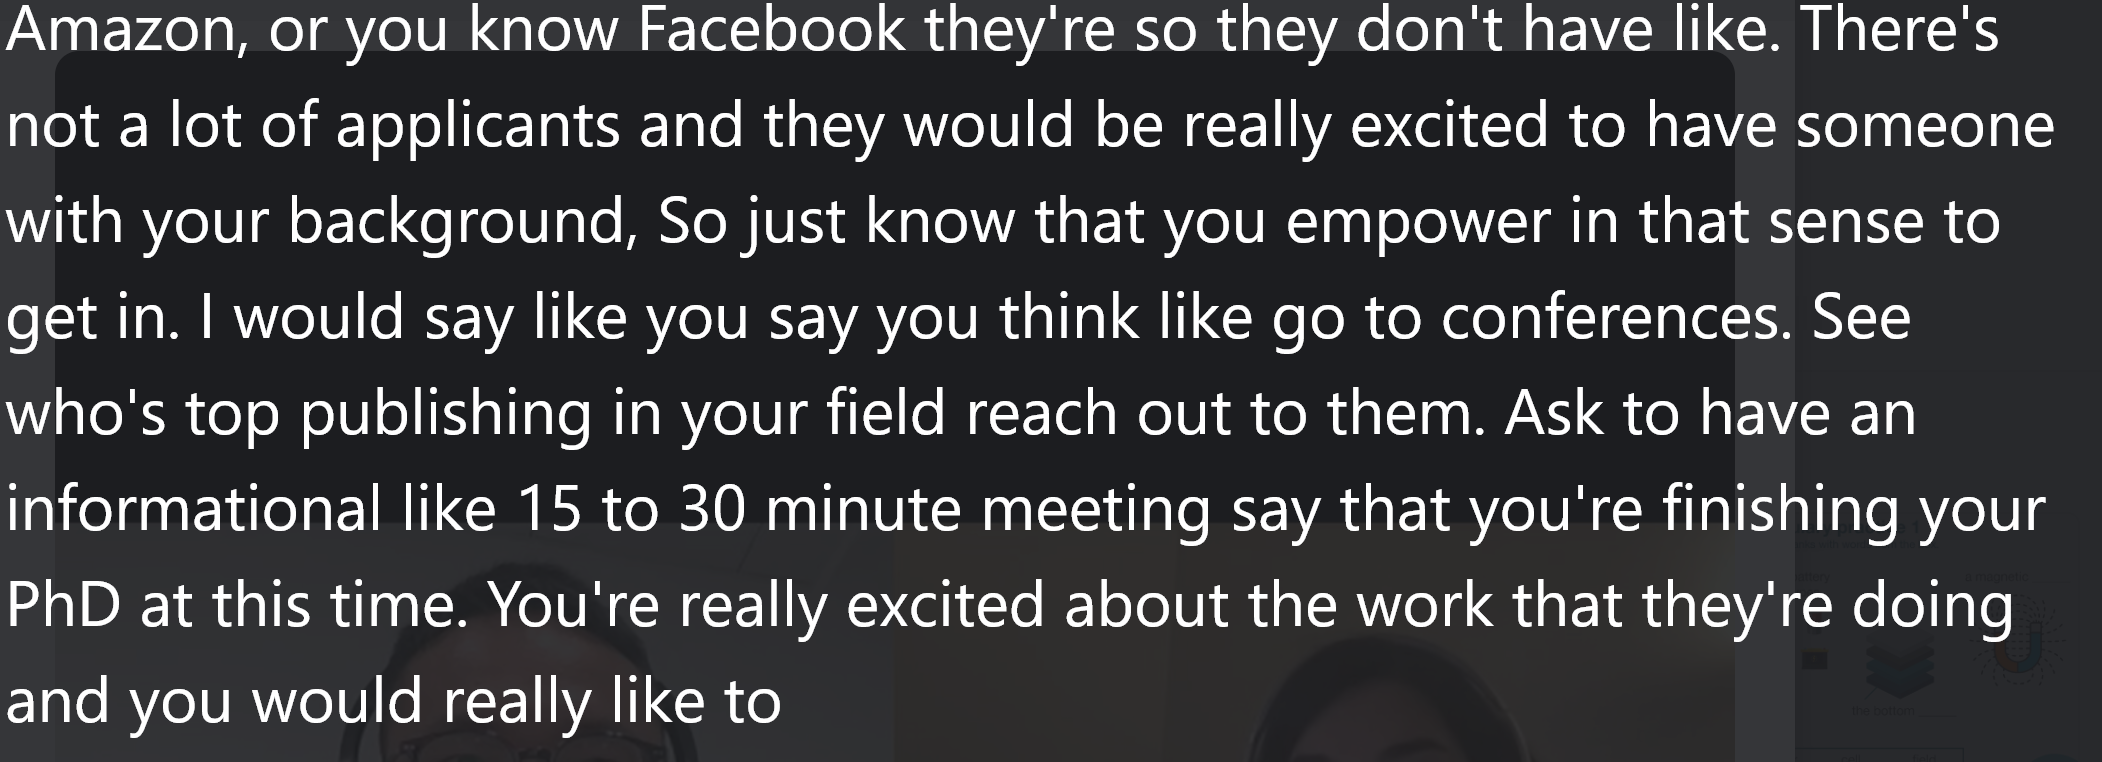 Amazon, or you know Facebook they're so they don't have like. There's
not a lot of applicants and they would be really excited to have someone
with your background, So just know that you empower in that sense to
get in. I would say like you say you think like go to conferences. See
who's top publishing in your field reach out to them. Ask to have an
informational like 15 to 30 minute meeting say that you're finishing your
PhD at this time. You're really excited about the work that they're doing
and you would really like to
a magnetic
the bottom